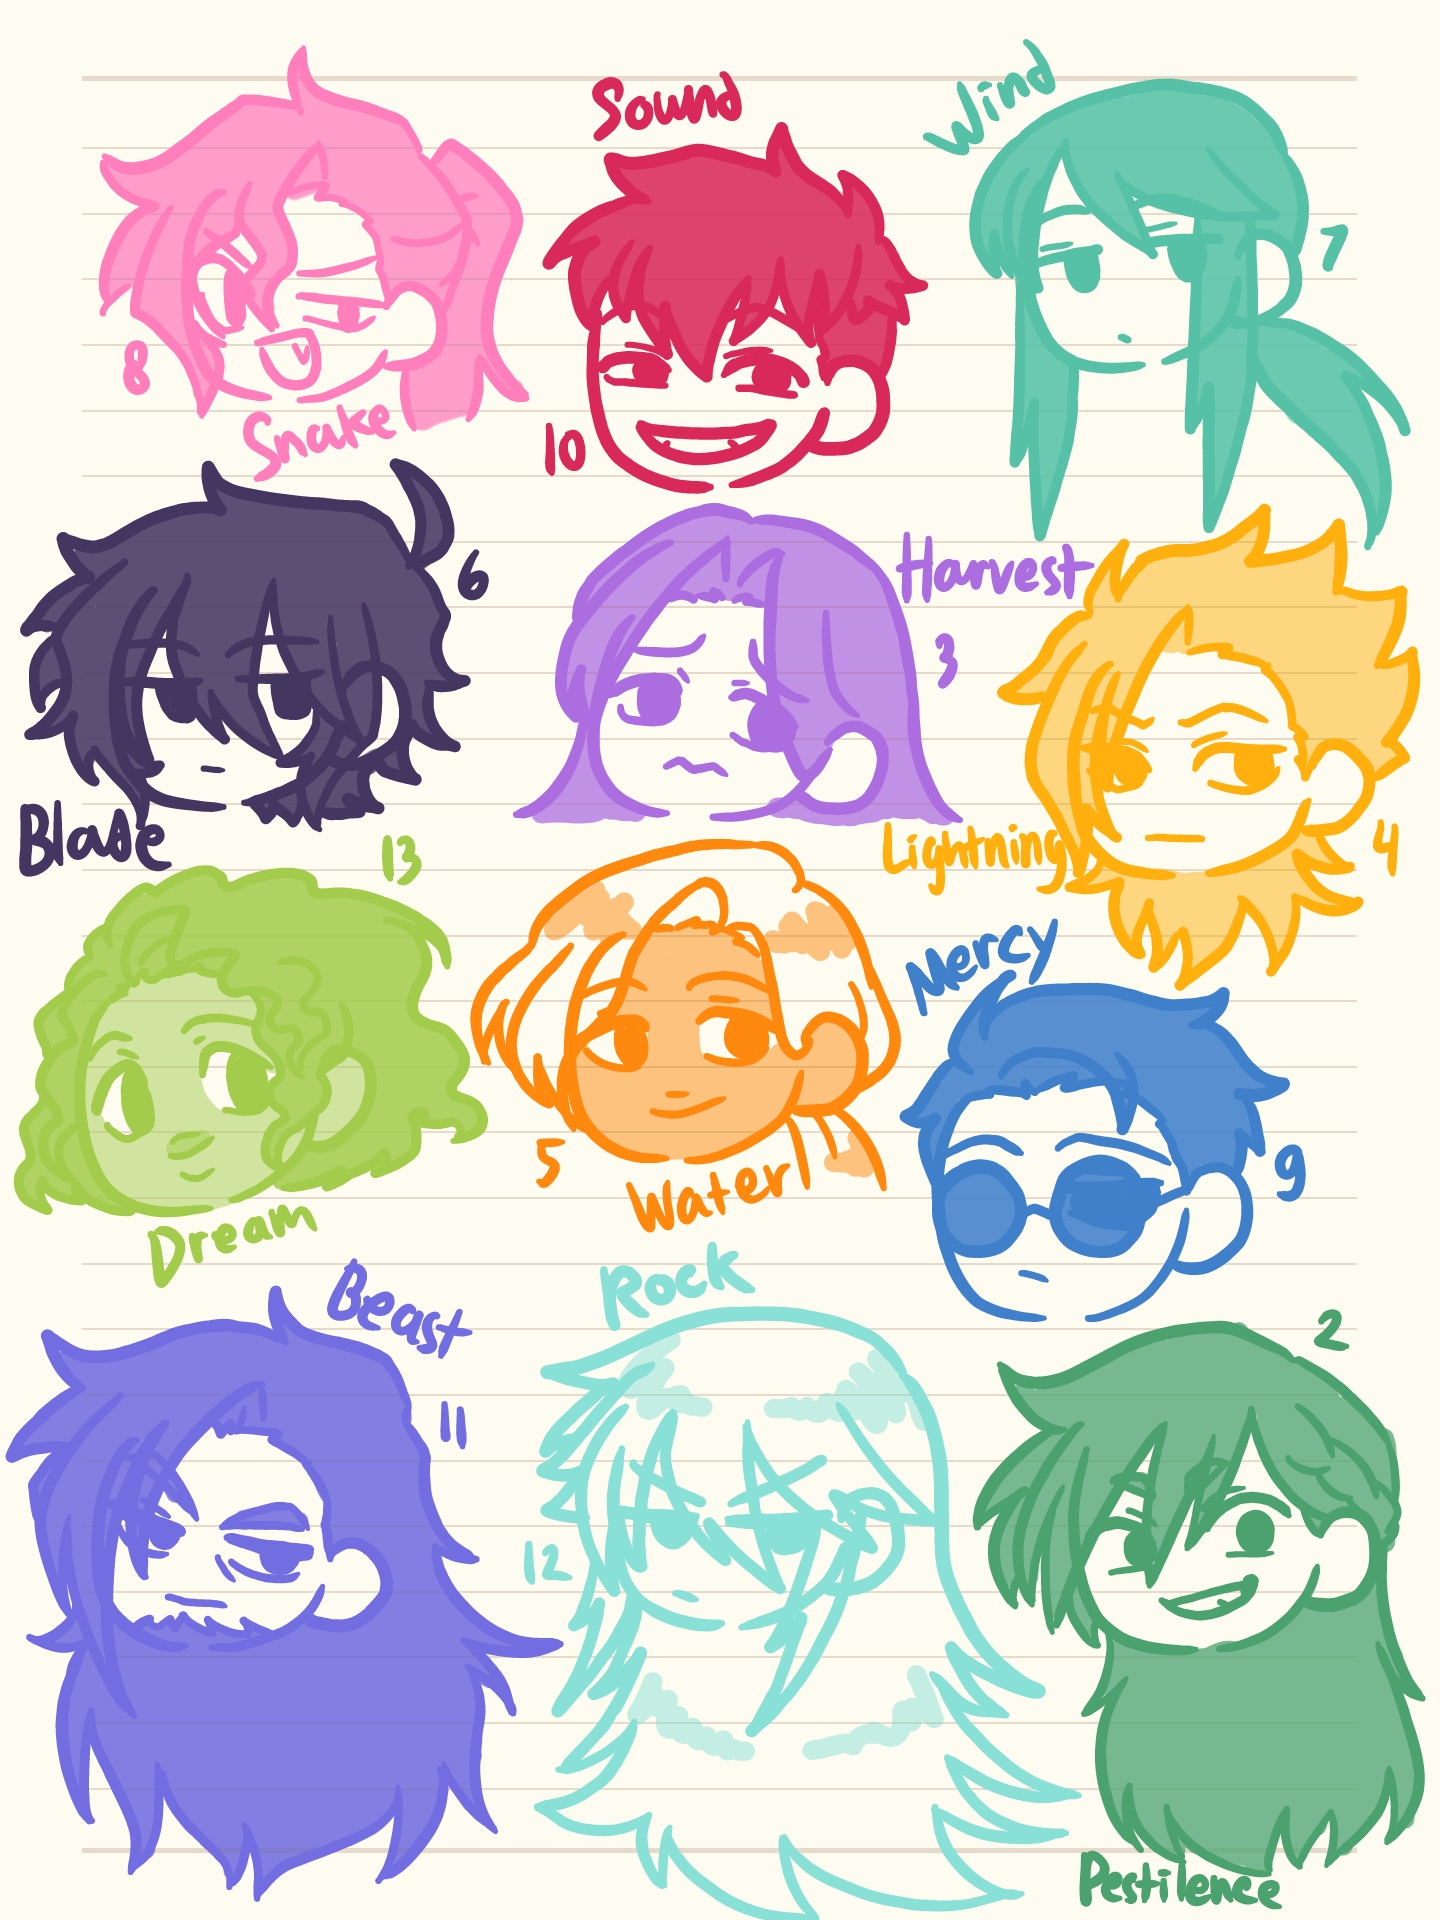 Wind
Sound
7
8
Snake
10
6
Harvest
3
Blade
13
Lightning
4
Mercy
5
9
Water
Dream
Rock
Beast
2
11
12
Pestilence